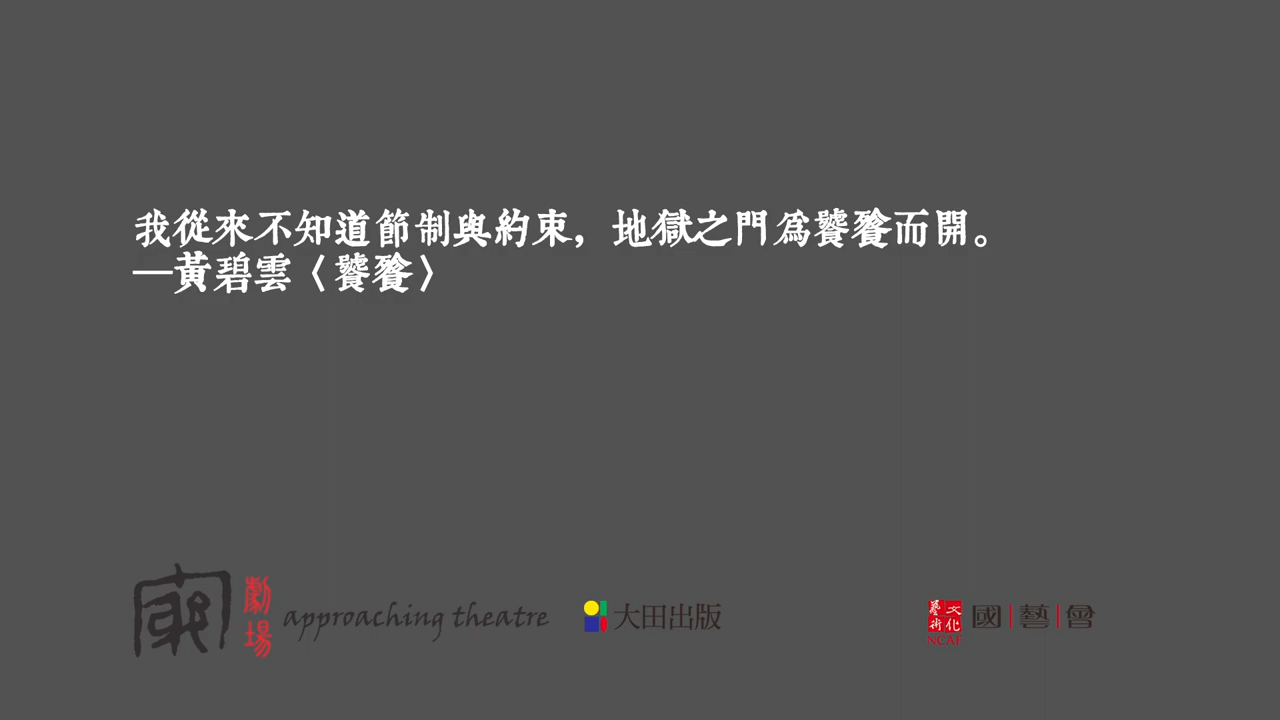 我從來不知道節制與約束，地獄之門為饕餮而開。
—黃碧雲〈饕餮〉
劇場
approaching theatre
大田出版
文化藝術
NCAF
國|藝|會